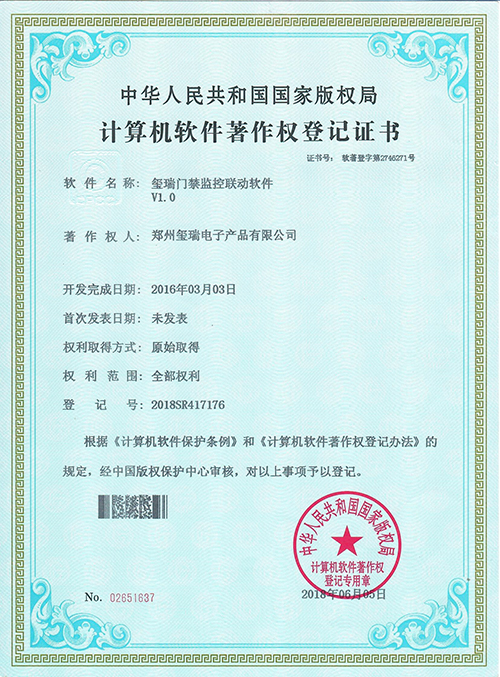 中华人民共和国国家版权局
计算机软件著作权登记证书
证书号: 软著登字第2746271号
软件名称: 玺瑞门禁监控联动软件
V1.0
著作权人: 郑州玺瑞电子产品有限公司
开发完成日期: 2016年03月03日
首次发表日期: 未发表
权利取得方式: 原始取得
权利范围: 全部权利
登记号: 2018SR417176
根据《计算机软件保护条例》和《计算机软件著作权登记办法》的
规定，经中国版权保护中心审核，对以上事项予以登记。
中华人民共和国国家版权局
计算机软件著作权
登记专用章
No. 02651637
2018年06月05日